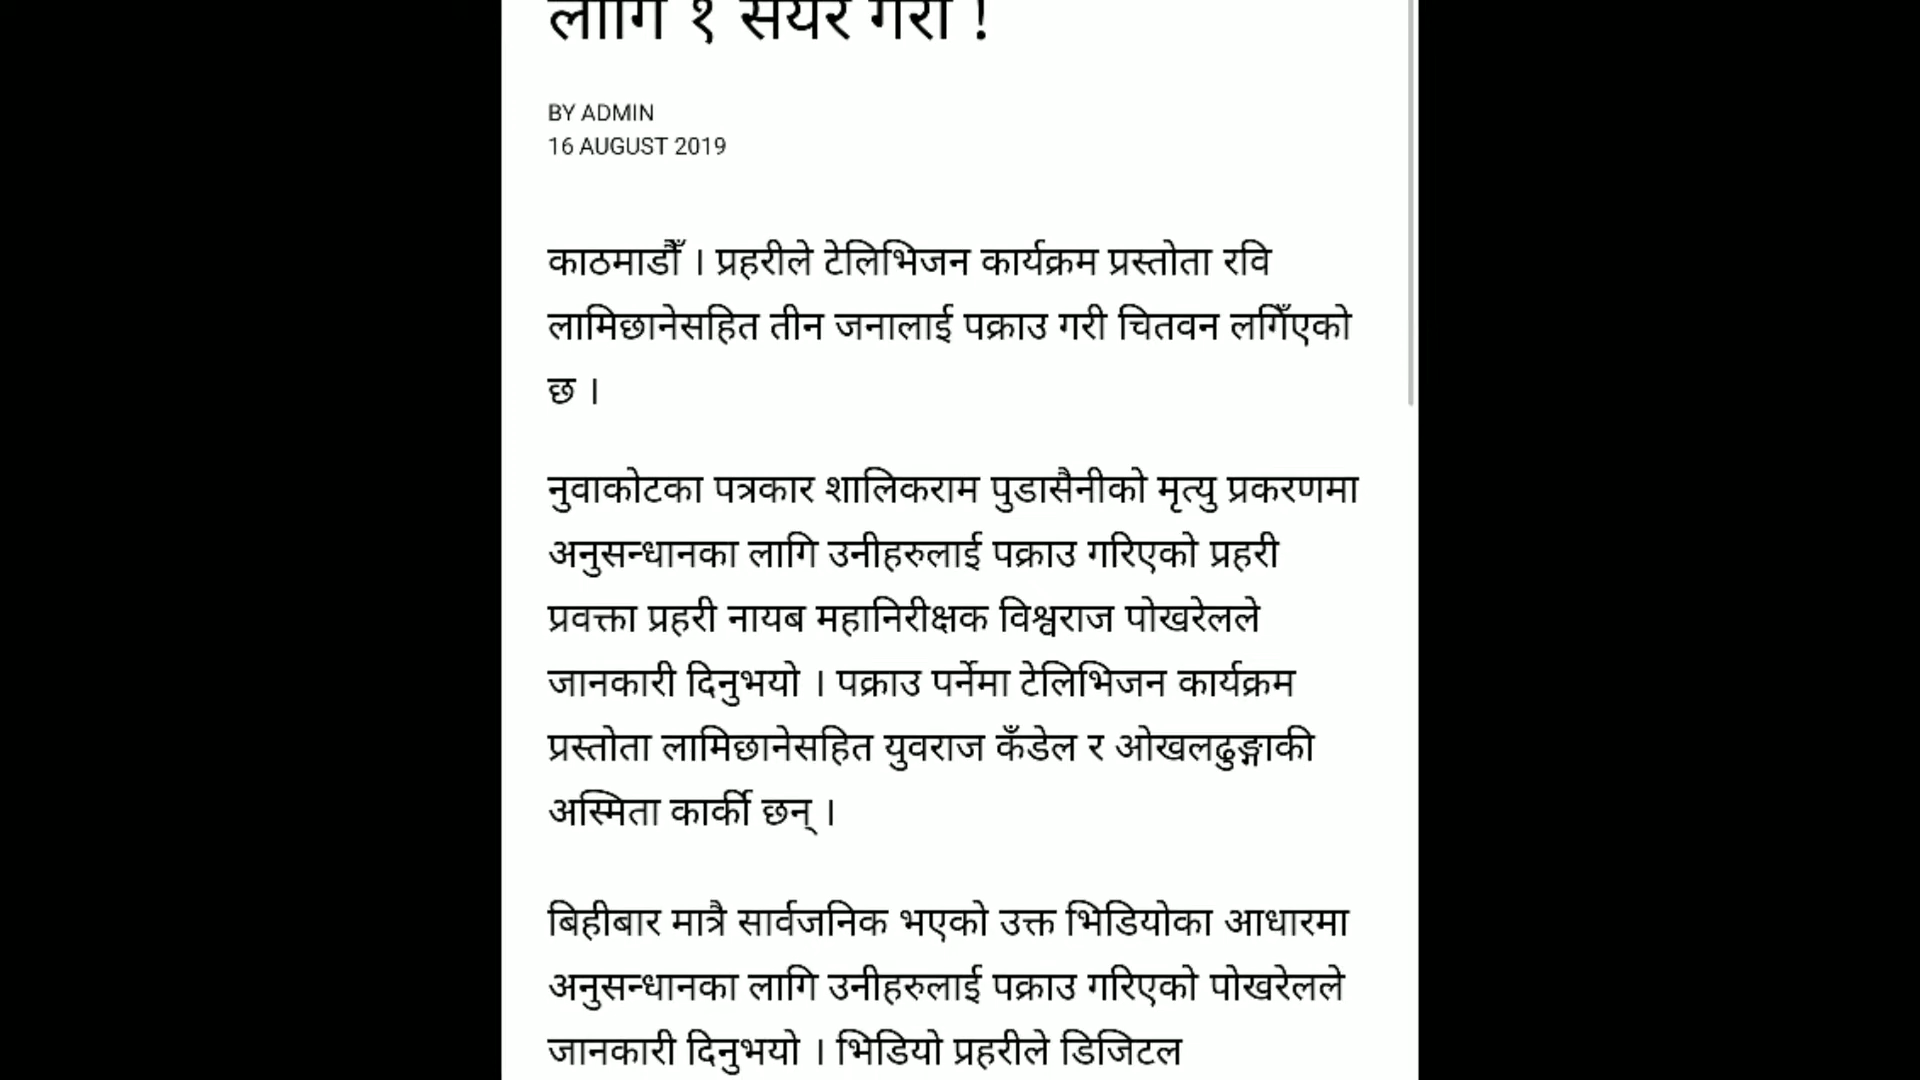 लागि १ सेयर गरौं !
BY ADMIN
16 AUGUST 2019
काठमाडौँ । प्रहरीले टेलिभिजन कार्यक्रम प्रस्तोता रवि
लामिछानेसहित तीन जनालाई पक्राउ गरी चितवन लगिँएको
छ ।
नुवाकोटका पत्रकार शालिकराम पुडासैनीको मृत्यु प्रकरणमा
अनुसन्धानका लागि उनीहरुलाई पक्राउ गरिएको प्रहरी
प्रवक्ता प्रहरी नायब महानिरीक्षक विश्वराज पोखरेलले
जानकारी दिनुभयो । पक्राउ पर्नेमा टेलिभिजन कार्यक्रम
प्रस्तोता लामिछानेसहित युवराज कँडेल र ओखलढुङ्गाकी
अस्मिता कार्की छन् ।
बिहीबार मात्रै सार्वजनिक भएको उक्त भिडियोका आधारमा
अनुसन्धानका लागि उनीहरुलाई पक्राउ गरिएको पोखरेलले
जानकारी दिनुभयो । भिडियो प्रहरीले डिजिटल